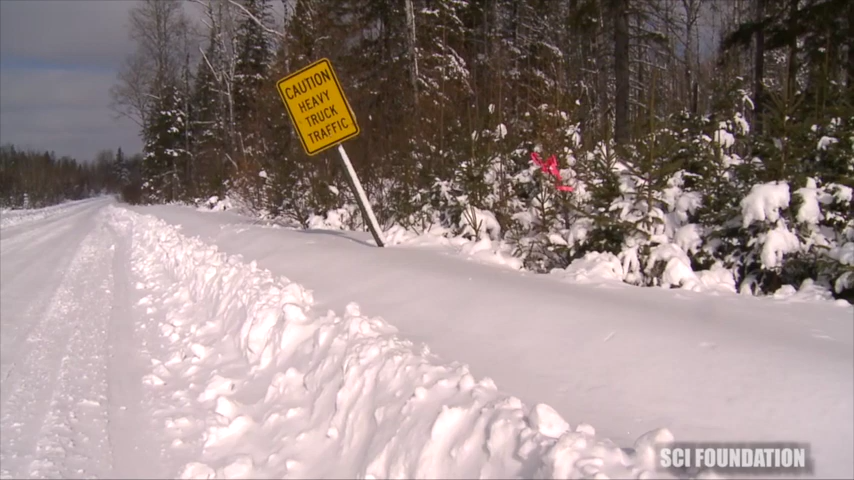 CAUTION
HEAVY
TRUCK
TRAFFIC
SCI FOUNDATION